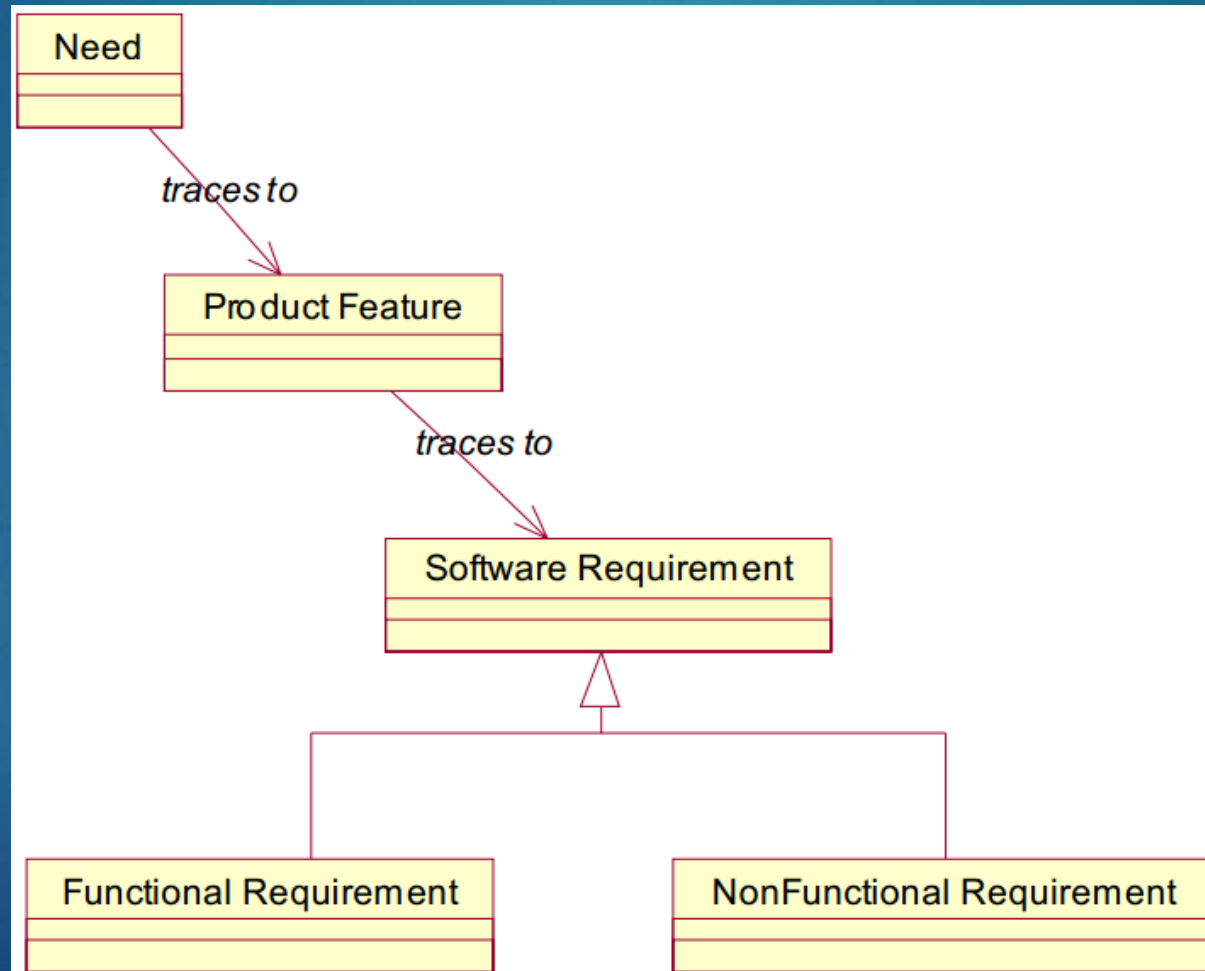 Need
traces to
Product Feature
traces to
Software Requirement
Functional Requirement
NonFunctional Requirement